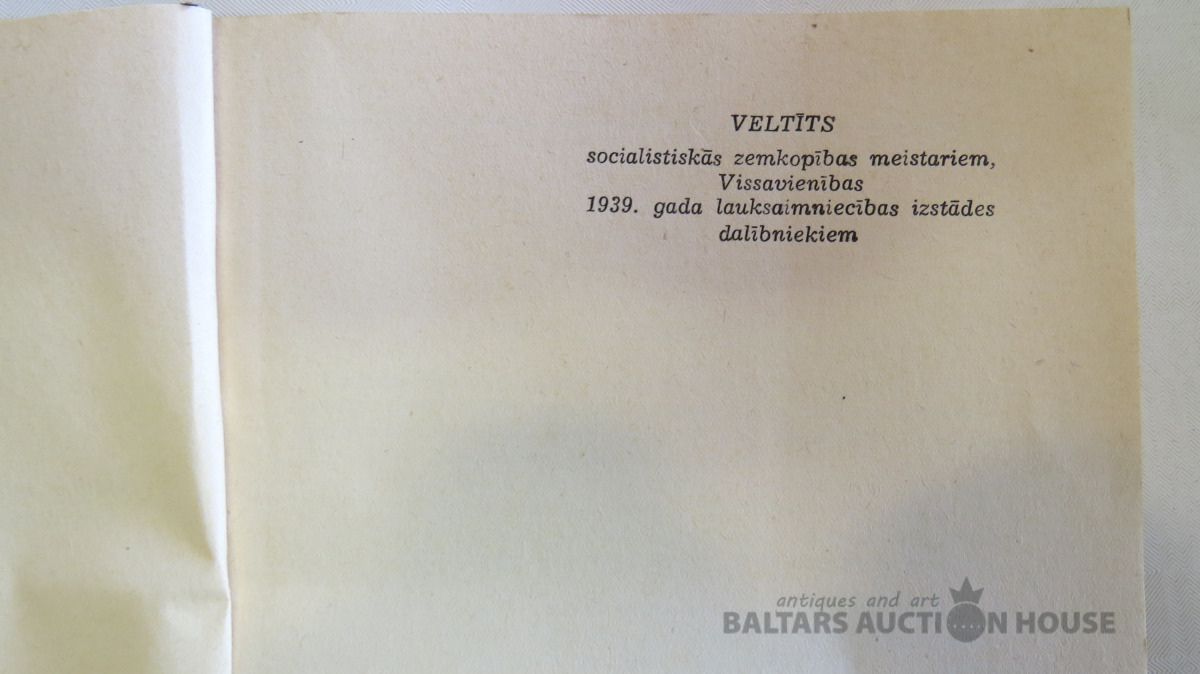 VELTĪTS
socialistiskās zemkopības meistariem,
Vissavienības
1939. gada lauksaimniecības izstādes
dalībniekiem
antiques and art
BALTARS AUCTION HOUSE